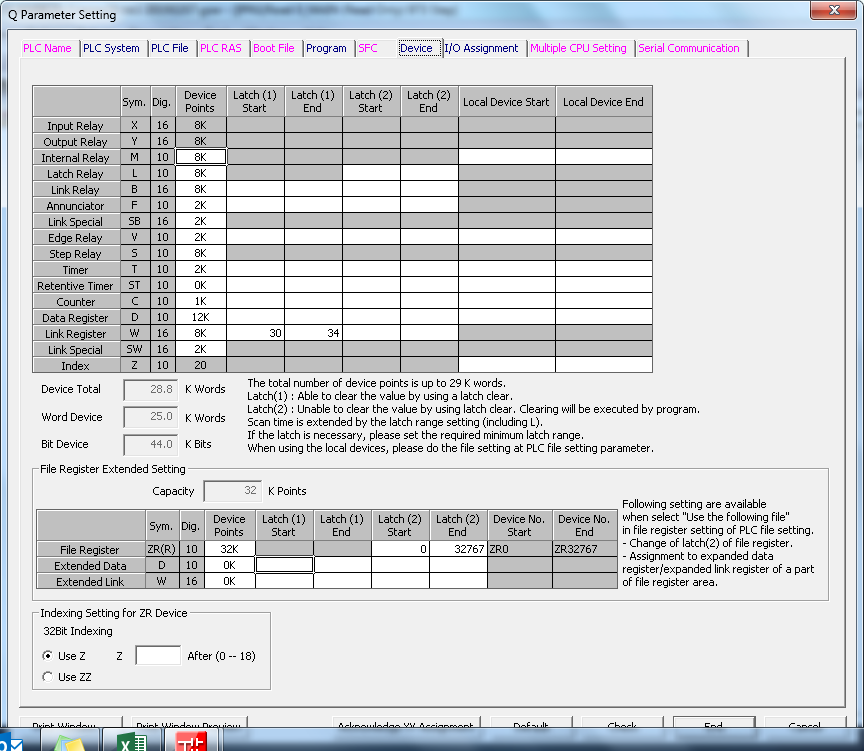 Q Parameter Setting
PLC Name PLC System PLC File PLC RAS Boot File Program SFC Device I/O Assignment Multiple CPU Setting Serial Communication
Sym. Dig. Device Points Latch (1) Start Latch (1) End Latch (2) Start Latch (2) End Local Device Start Local Device End
Input Relay X 16 8K
Output Relay Y 16 8K
Internal Relay M 10 8K
Latch Relay L 10 8K
Link Relay B 16 8K
Annunciator F 10 2K
Link Special SB 16 2K
Edge Relay V 10 2K
Step Relay S 10 8K
Timer T 10 2K
Retentive Timer ST 10 0K
Counter C 10 1K
Data Register D 10 12K
Link Register W 16 8K 30 34
Link Special SW 16 2K
Index Z 10 20
Device Total 28.8 K Words
Word Device 25.0 K Words
Bit Device 44.0 K Bits
The total number of device points is up to 29 K words.
Latch(1) : Able to clear the value by using a latch clear.
Latch(2) : Unable to clear the value by using latch clear. Clearing will be executed by program.
Scan time is extended by the latch range setting (including L).
If the latch is necessary, please set the required minimum latch range.
When using the local devices, please do the file setting at PLC file setting parameter.
File Register Extended Setting
Capacity 32 K Points
Sym. Dig. Device Points Latch (1) Start Latch (1) End Latch (2) Start Latch (2) End Device No. Start Device No. End
File Register ZR(R) 10 32K 0 32767 ZR0 ZR32767
Extended Data D 10 0K
Extended Link W 16 0K
Following setting are available
when select "Use the following file"
in file register setting of PLC file setting.
- Change of latch(2) of file register.
- Assignment to expanded data
register/expanded link register of a part
of file register area.
Indexing Setting for ZR Device
32Bit Indexing
Use Z Z After (0 -- 18)
Use ZZ
Print Window Print Window Preview Acknowledge XY Assignment Default Check End Cancel